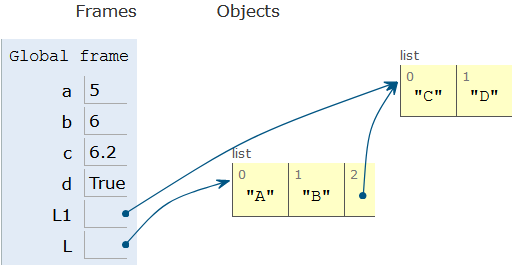 Frames Objects
Global frame
a 5
b 6
c 6.2
d True
L1
L
list
0 1
"C" "D"
list
0 1 2
"A" "B"